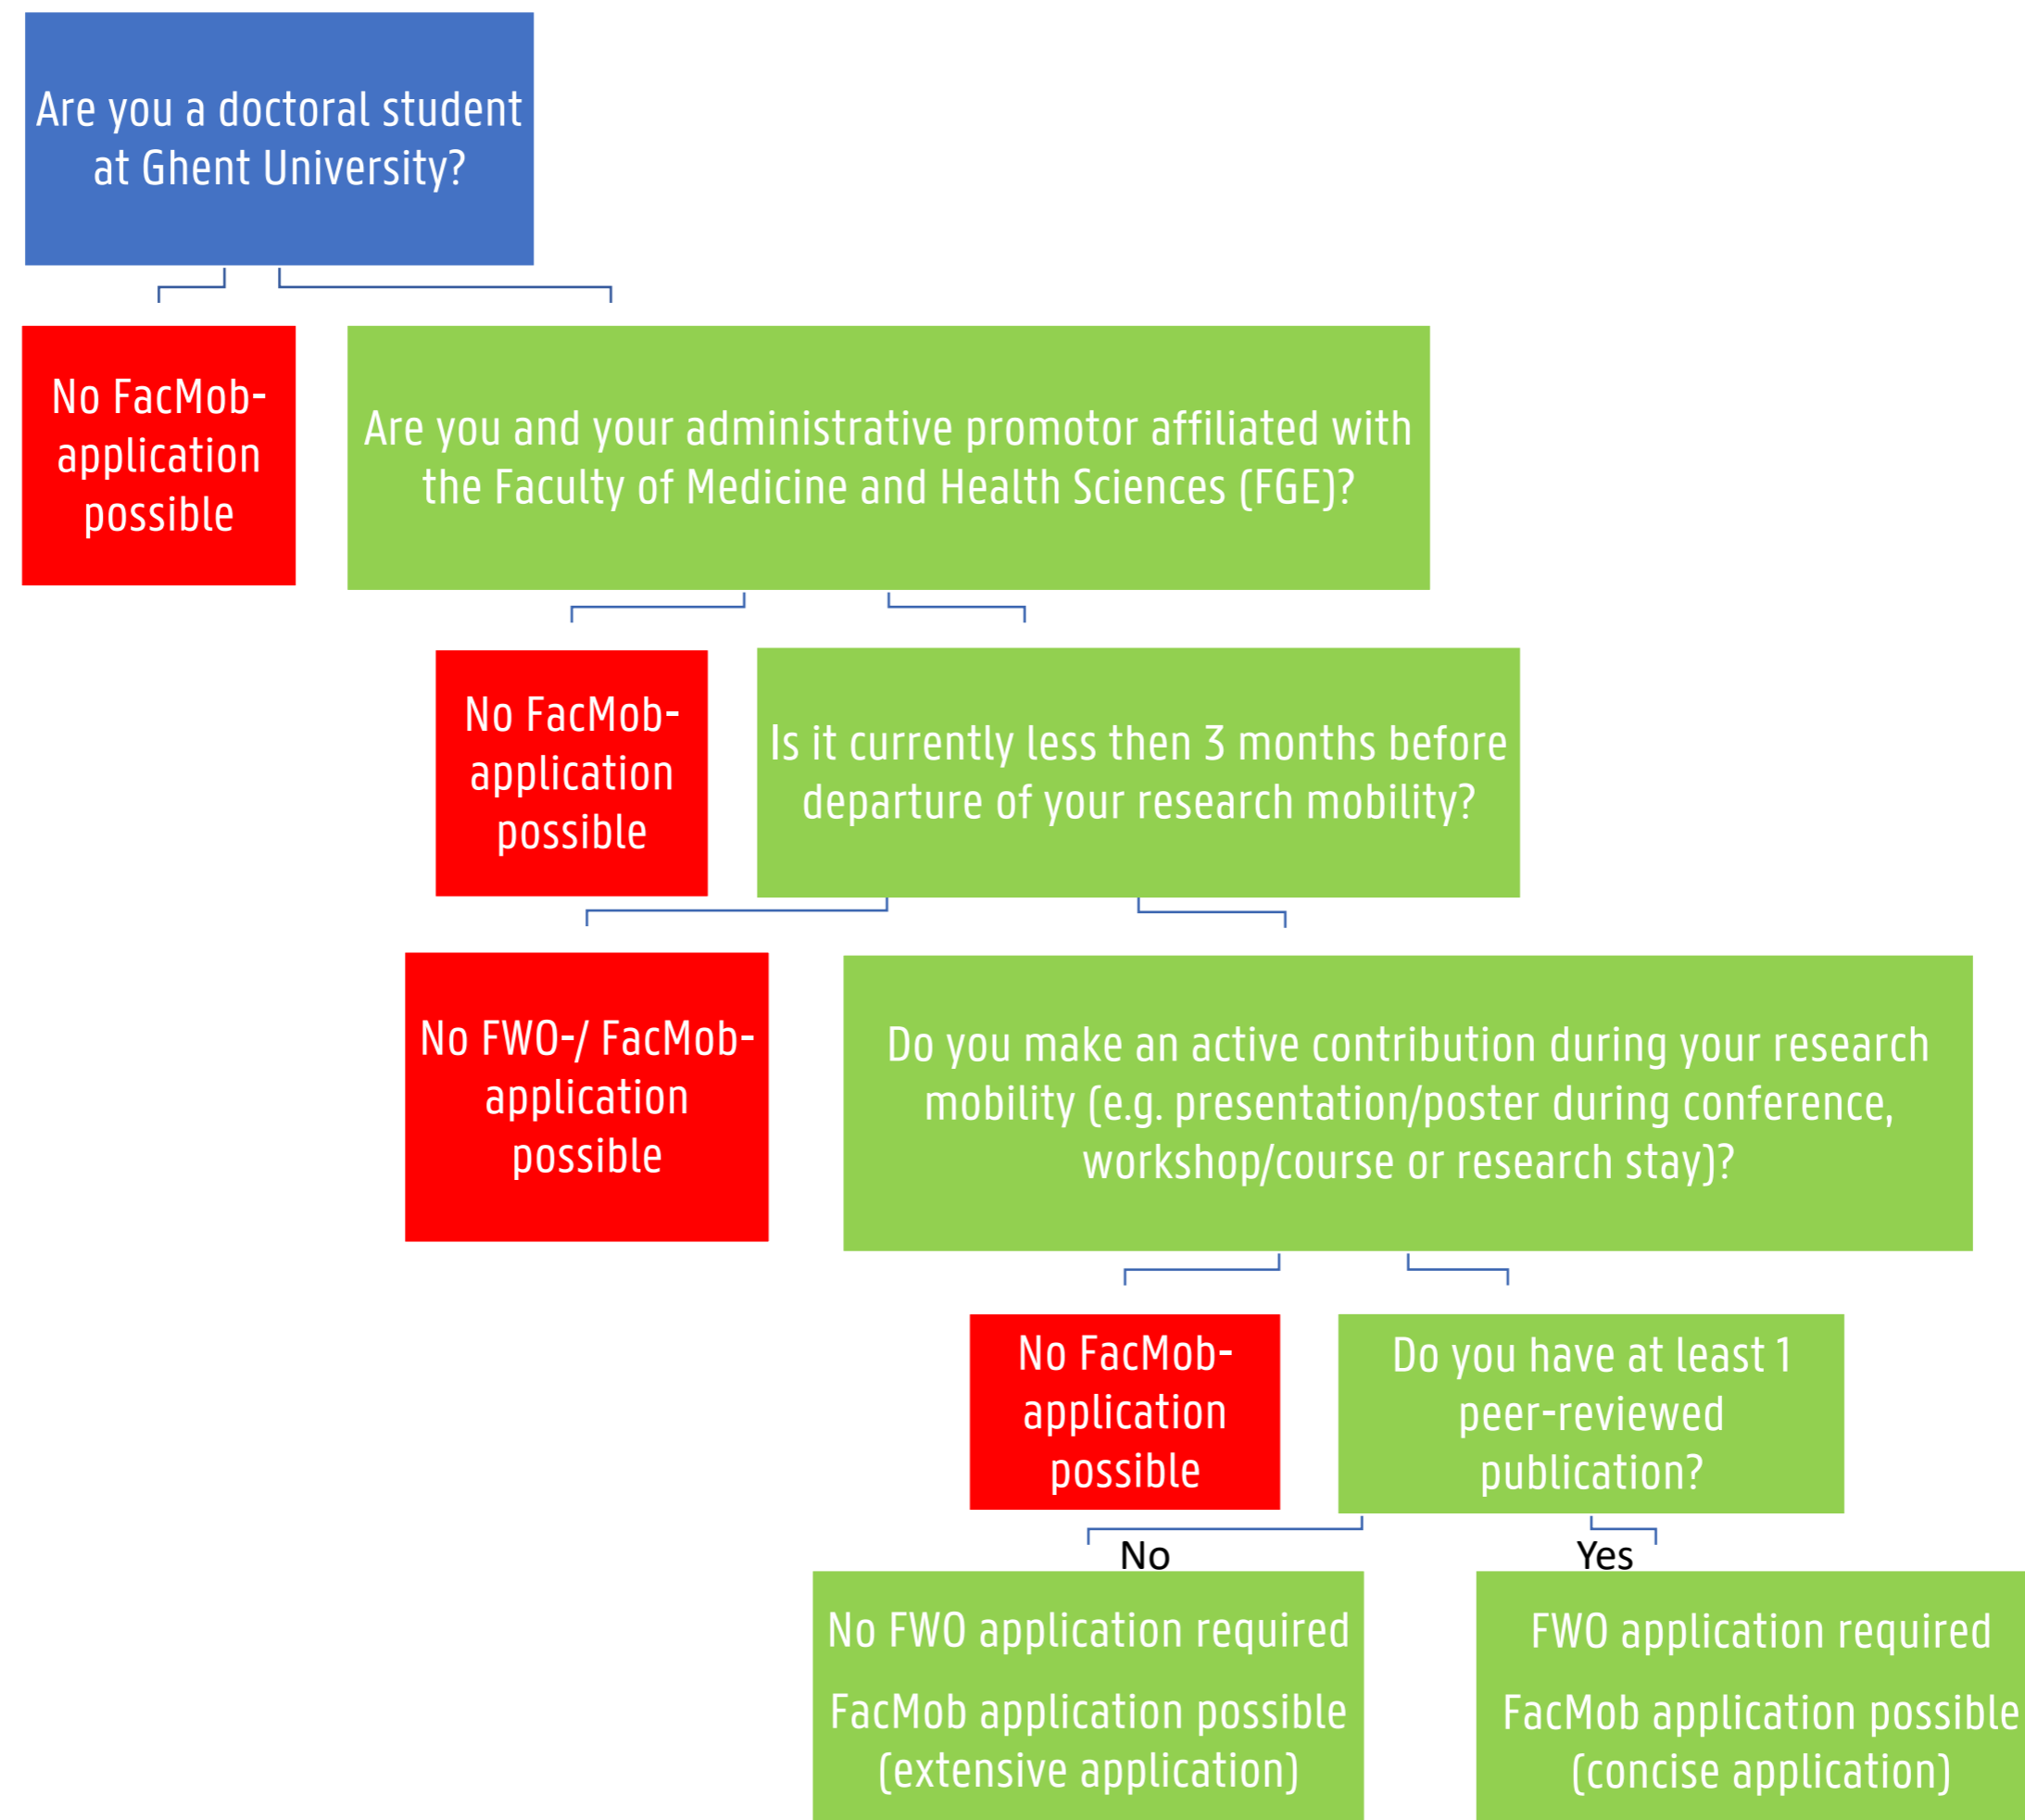 Are you a doctoral student
at Ghent University?
No FacMob-
application
possible
Are you and your administrative promotor affiliated with
the Faculty of Medicine and Health Sciences (FGE)?
No FacMob-
application
possible
Is it currently less then 3 months before
departure of your research mobility?
No FWO-/ FacMob-
application
possible
Do you make an active contribution during your research
mobility (e.g. presentation/poster during conference,
workshop/course or research stay)?
No FacMob-
application
possible
Do you have at least 1
peer-reviewed
publication?
No
Yes
No FWO application required
FacMob application possible
(extensive application)
FWO application required
FacMob application possible
(concise application)